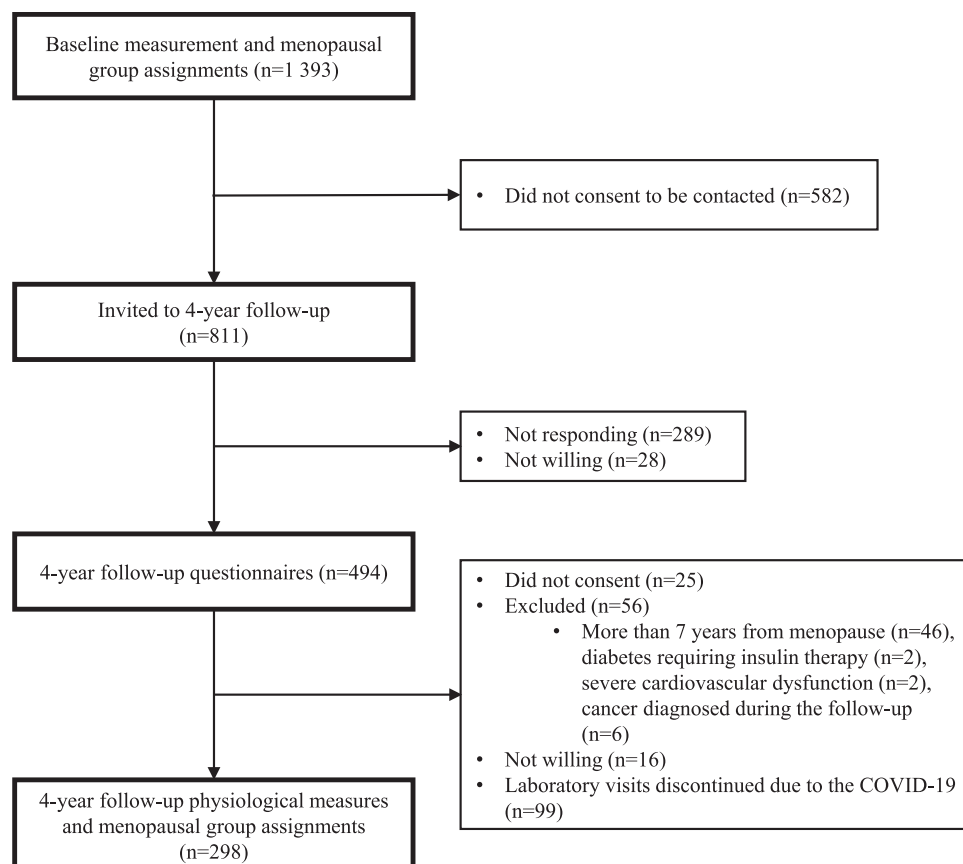 Baseline measurement and menopausal
group assignments (n=1 393)
• Did not consent to be contacted (n=582)
Invited to 4-year follow-up
(n=811)
• Not responding (n=289)
• Not willing (n=28)
4-year follow-up questionnaires (n=494)
• Did not consent (n=25)
• Excluded (n=56)
• More than 7 years from menopause (n=46),
diabetes requiring insulin therapy (n=2),
severe cardiovascular dysfunction (n=2),
cancer diagnosed during the follow-up
(n=6)
• Not willing (n=16)
• Laboratory visits discontinued due to the COVID-19
(n=99)
4-year follow-up physiological measures
and menopausal group assignments
(n=298)